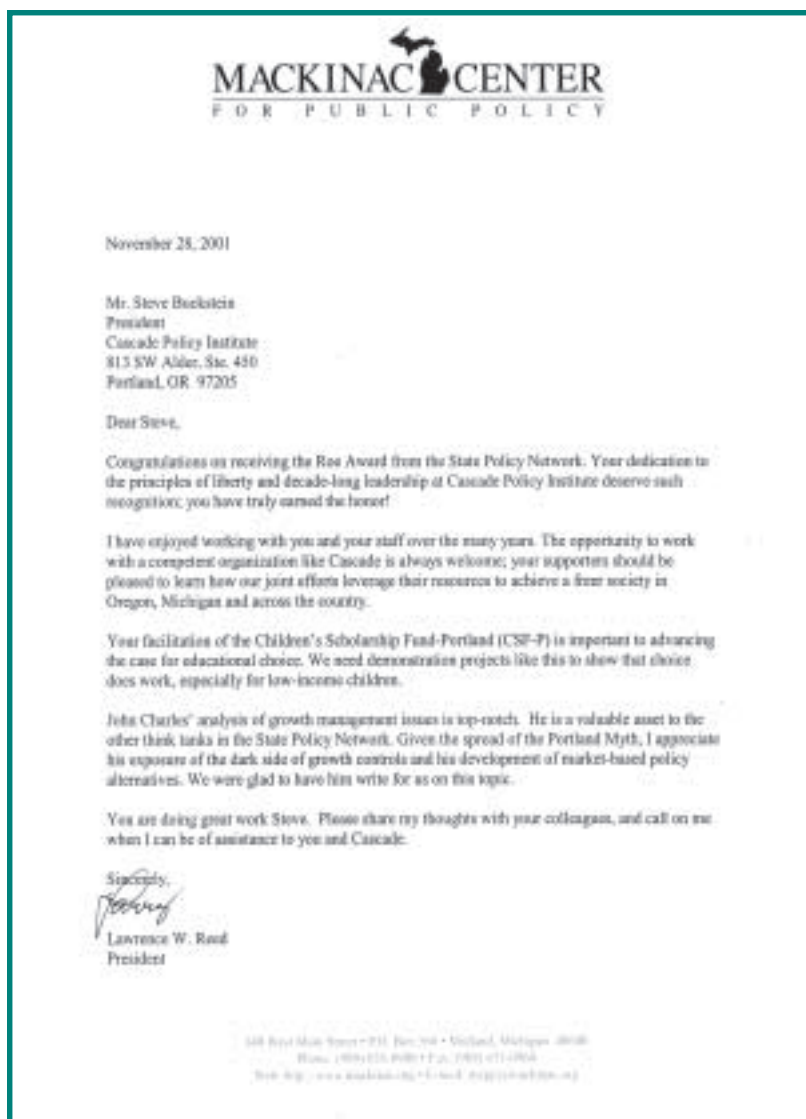 MACKINAC CENTER
FOR PUBLIC POLICY
November 28, 2001
Mr. Steve Buckstein
President
Cascade Policy Institute
813 SW Alder, Ste. 450
Portland, OR 97205
Dear Steve,
Congratulations on receiving the Roe Award from the State Policy Network. Your dedication to
the principles of liberty and decade-long leadership at Cascade Policy Institute deserve such
recognition; you have truly earned the honor!
I have enjoyed working with you and your staff over the many years. The opportunity to work
with a competent organization like Cascade is always welcome; your supporters should be
pleased to learn how our joint efforts leverage their resources to achieve a freer society in
Oregon, Michigan and across the country.
Your facilitation of the Children's Scholarship Fund-Portland (CSF-P) is important to advancing
the case for educational choice. We need demonstration projects like this to show that choice
does work, especially for low-income children.
John Charles' analysis of growth management issues is top-notch. He is a valuable asset to the
other think tanks in the State Policy Network. Given the spread of the Portland Myth, I appreciate
his exposure of the dark side of growth controls and his development of market-based policy
alternatives. We were glad to have him write for us on this topic.
You are doing great work Steve. Please share my thoughts with your colleagues, and call on me
when I can be of assistance to you and Cascade.
Sincerely,
Lawrence W. Reed
President
Main Street • P.O. Box • Midland, Michigan